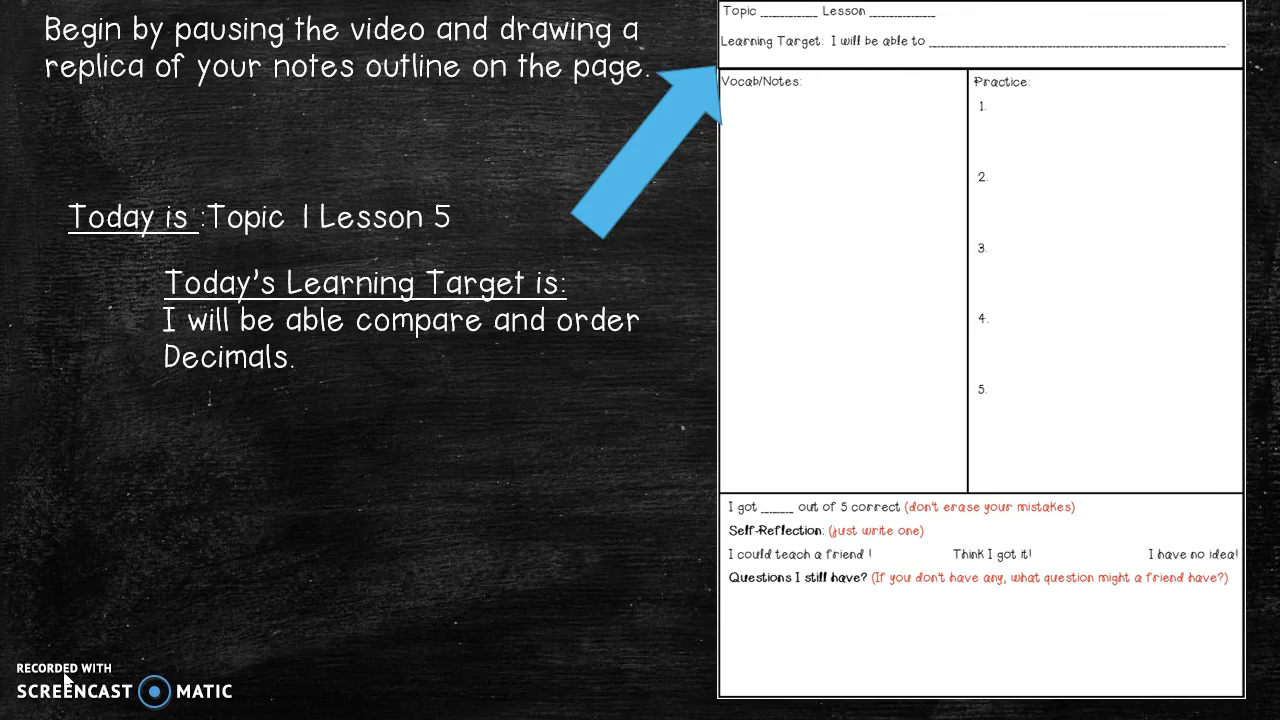 Begin by pausing the video and drawing a
replica of your notes outline on the page.
Today is :Topic 1 Lesson 5
Today's Learning Target is:
I will be able compare and order
Decimals.
Topic ________ Lesson _________
Learning Target: I will be able to ______________________________________.
Vocab/Notes:
Practice:
1.
2.
3.
4.
5.
I got _____ out of 5 correct (don't erase your mistakes)
Self-Reflection: (just write one)
I could teach a friend ! Think I got it! I have no idea!
Questions I still have? (If you don't have any, what question might a friend have?)
RECORDED WITH
SCREENCAST MATIC